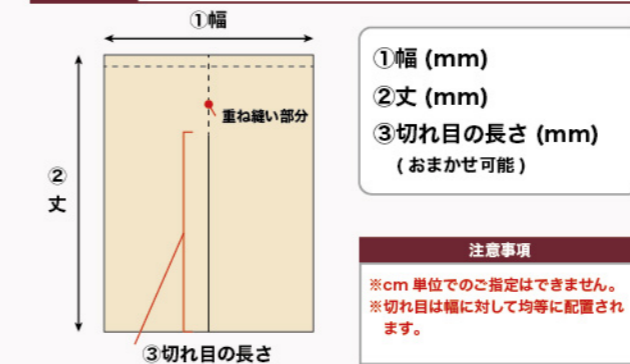 ①幅
重ね縫い部分
②
丈
③切れ目の長さ
①幅 (mm)
②丈 (mm)
③切れ目の長さ (mm)
( おまかせ可能 )
注意事項
※cm 単位でのご指定はできません。
※切れ目は幅に対して均等に配置され
ます。